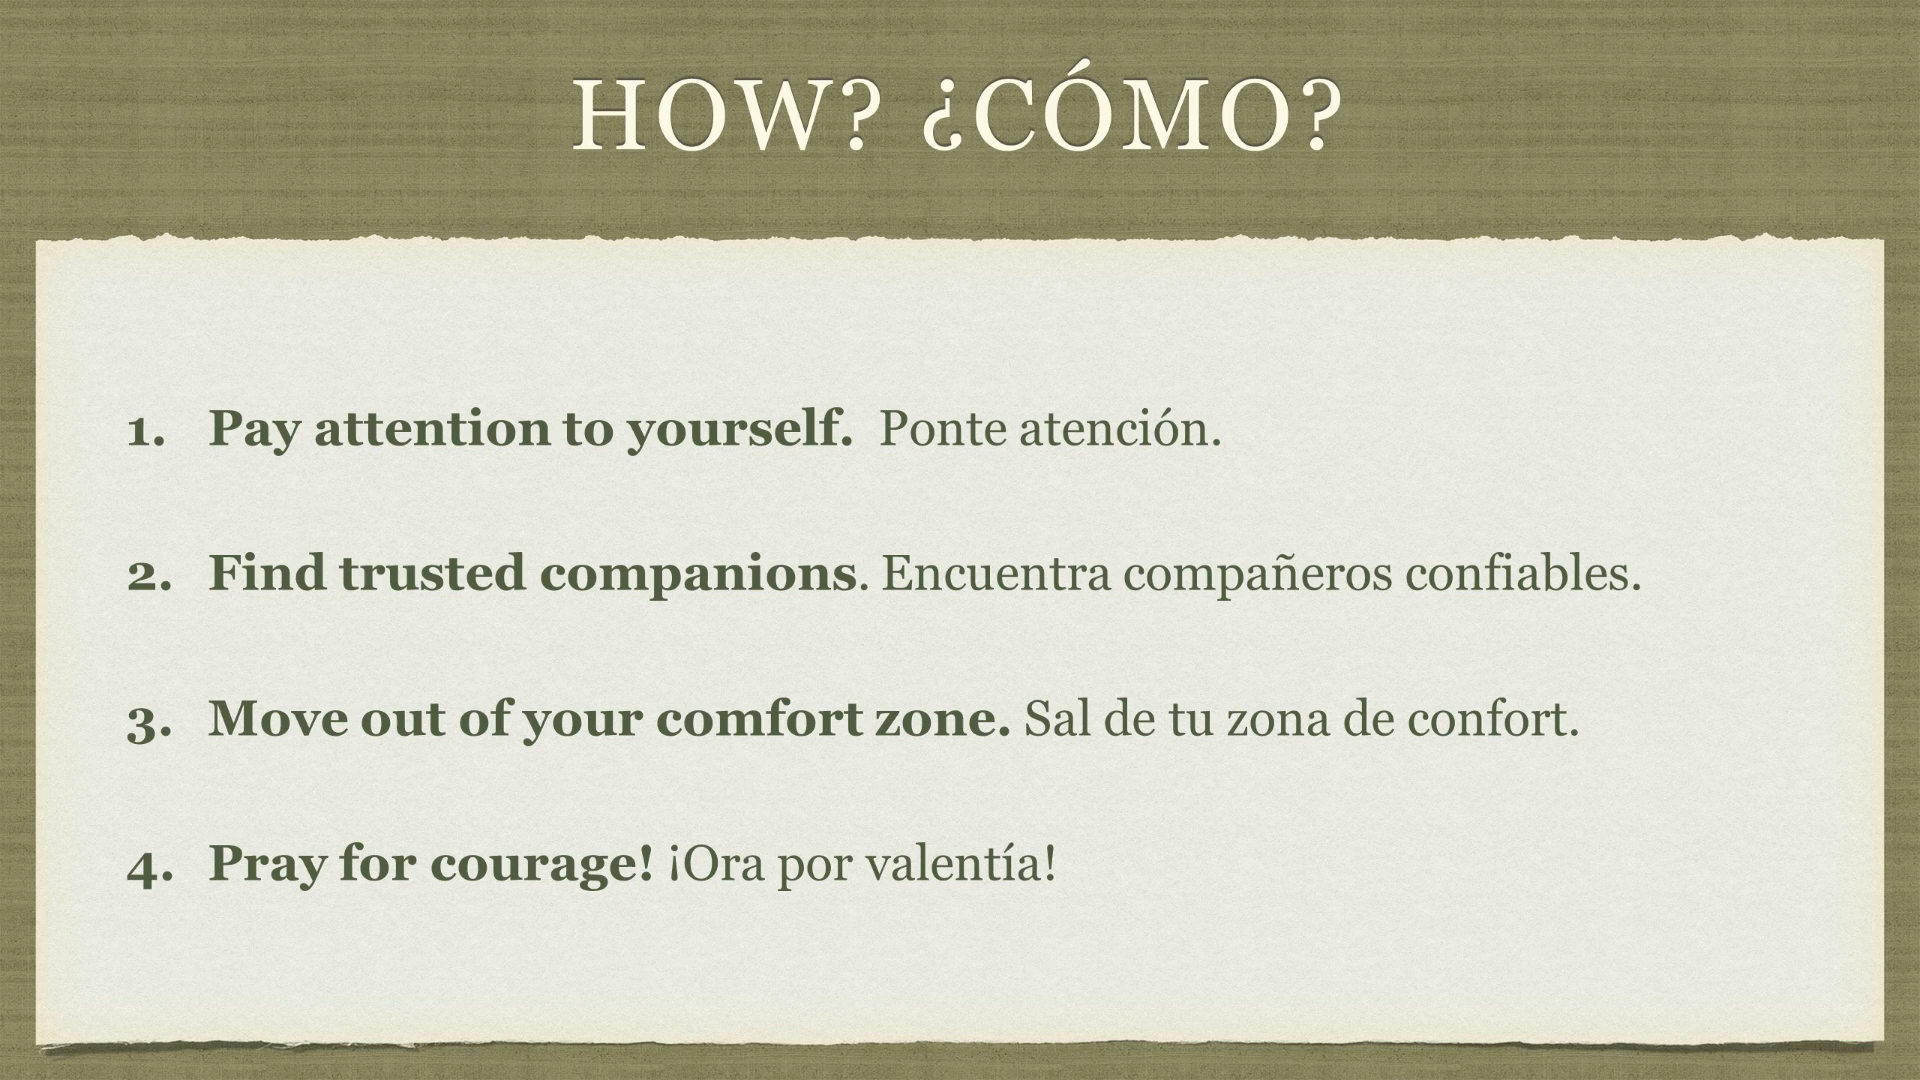 HOW? ¿CÓMO?
1. Pay attention to yourself.  Ponte atención.
2. Find trusted companions. Encuentra compañeros confiables.
3. Move out of your comfort zone. Sal de tu zona de confort.
4. Pray for courage! ¡Ora por valentía!